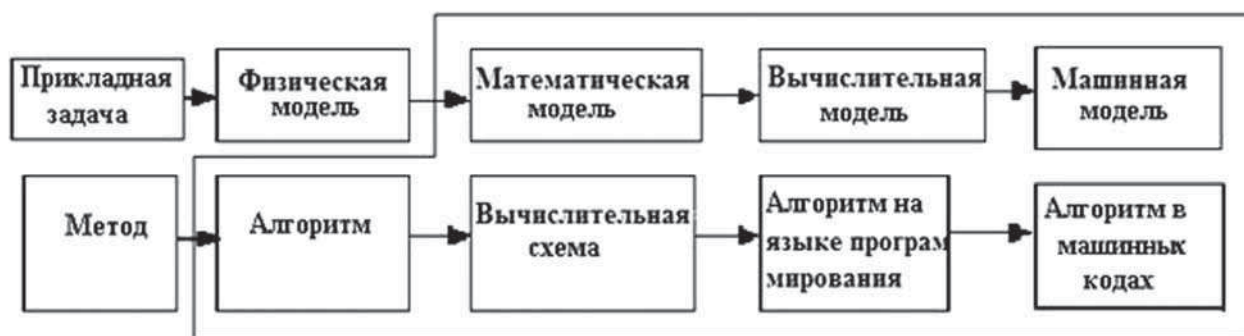 Прикладная
задача
Физическая
модель
Математическая
модель
Вычислительная
модель
Машинная
модель
Метод
Алгоритм
Вычислительная
схема
Алгоритм на
языке програм
мирования
Алгоритм в
машинных
кодах